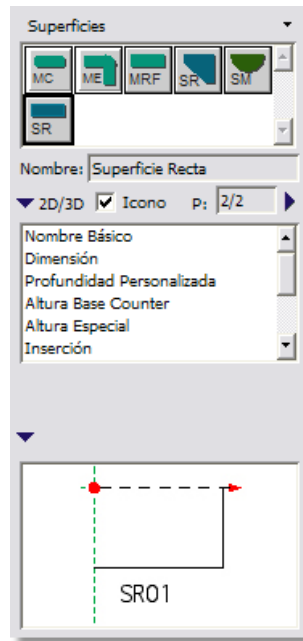 Superficies
MC ME MRF SR SM
SR
Nombre: Superficie Recta
2D/3D Icono P: 2/2
Nombre Básico
Dimensión
Profundidad Personalizada
Altura Base Counter
Altura Especial
Inserción
SR01